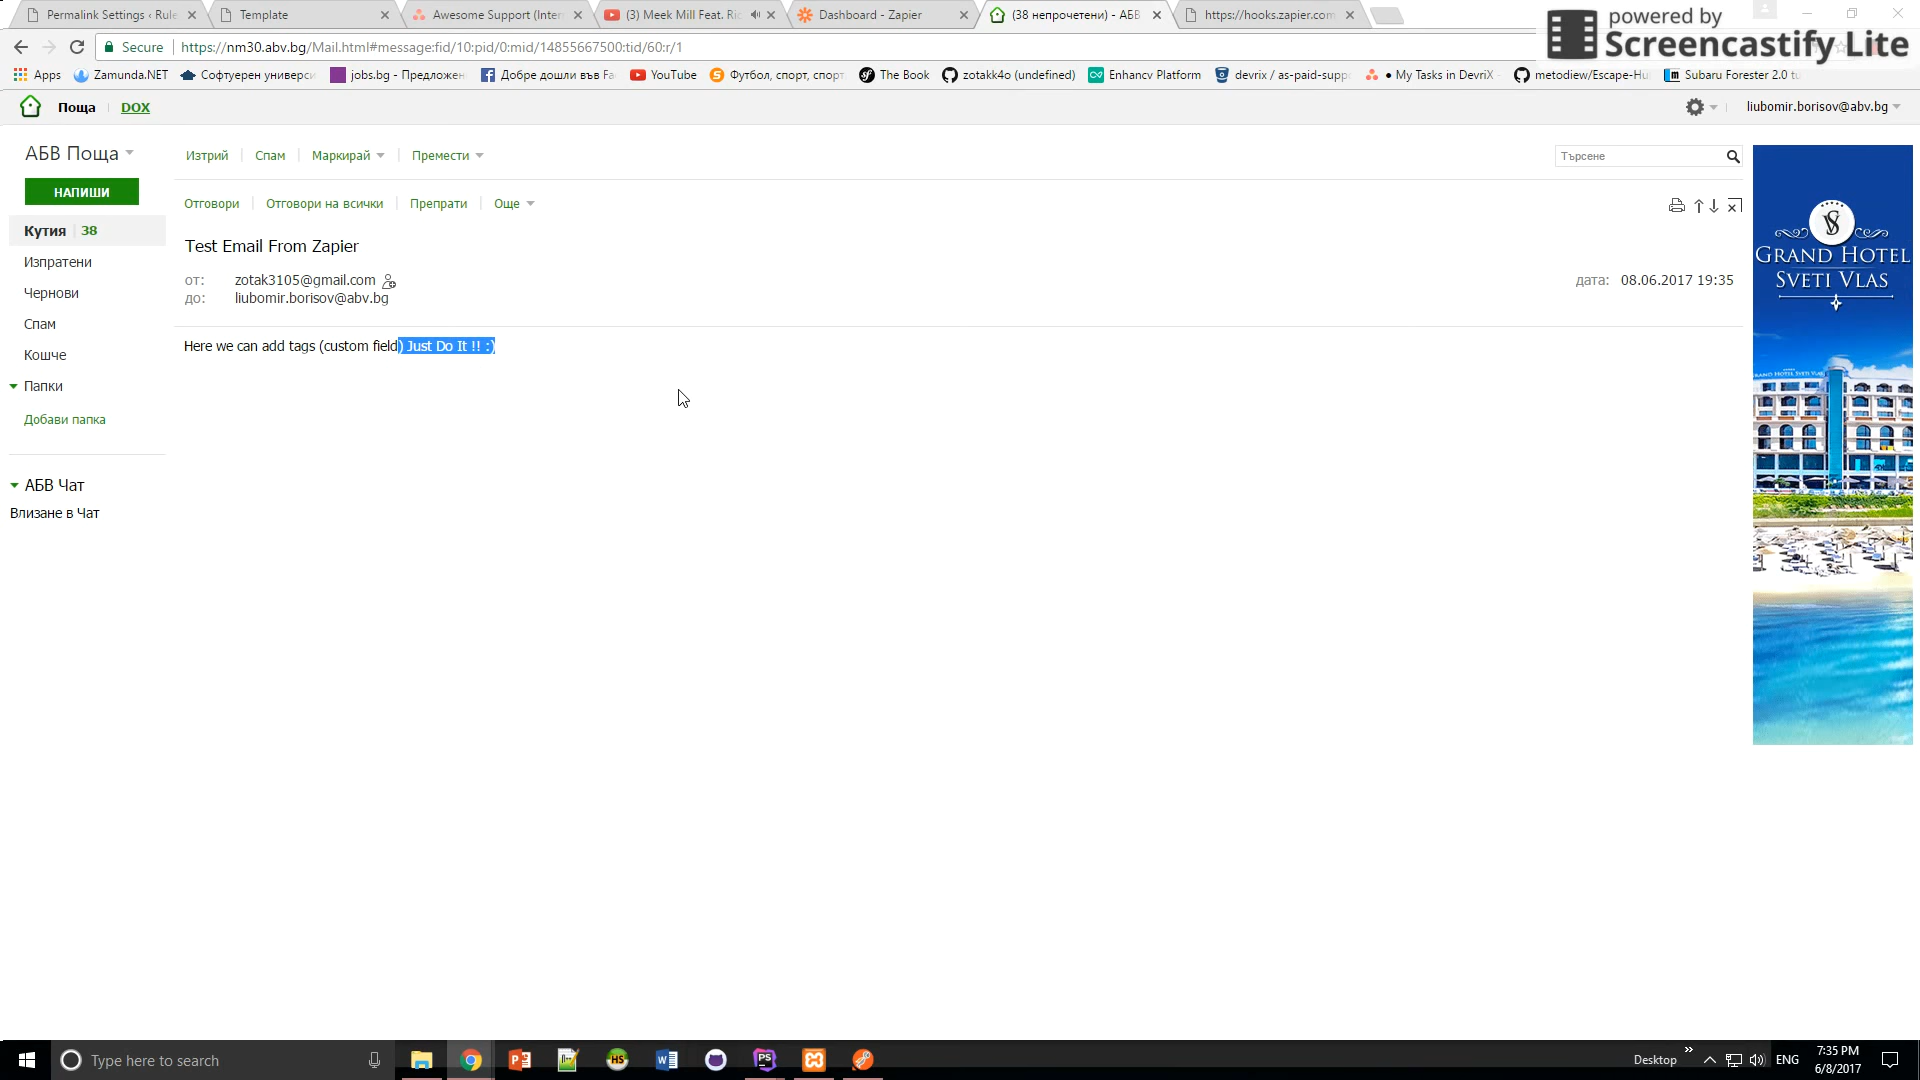 Permalink Settings ‹ Rule
Template
Awesome Support (Inter
(3) Meek Mill Feat. Ric
Dashboard - Zapier
(38 непрочетени) - АБВ
https://hooks.zapier.com
powered by
Screencastify Lite
Secure
https://nm30.abv.bg/Mail.html#message:fid/10:pid/0:mid/14855667500:tid/60:r/1
Apps
Zamunda.NET
Софтуерен универси
jobs.bg - Предложен
Добре дошли във Fa
YouTube
Футбол, спорт, спорт
The Book
zotakk4o (undefined)
Enhancv Platform
devrix / as-paid-supp
● My Tasks in DevriX
metodiew/Escape-Hu
Subaru Forester 2.0 tu
Поща
DOX
liubomir.borisov@abv.bg
АБВ Поща
Изтрий
Спам
Маркирай
Премести
Търсене
НАПИШИ
Отговори
Отговори на всички
Препрати
Още
Кутия 38
Изпратени
Чернови
Спам
Кошче
Папки
Добави папка
АБВ Чат
Влизане в Чат
Test Email From Zapier
от: zotak3105@gmail.com
дата: 08.06.2017 19:35
до: liubomir.borisov@abv.bg
Here we can add tags (custom field) Just Do It !! :)
GRAND HOTEL
SVETI VLAS
GRAND HOTEL SVETI VLAS
Type here to search
Desktop
ENG
7:35 PM
6/8/2017